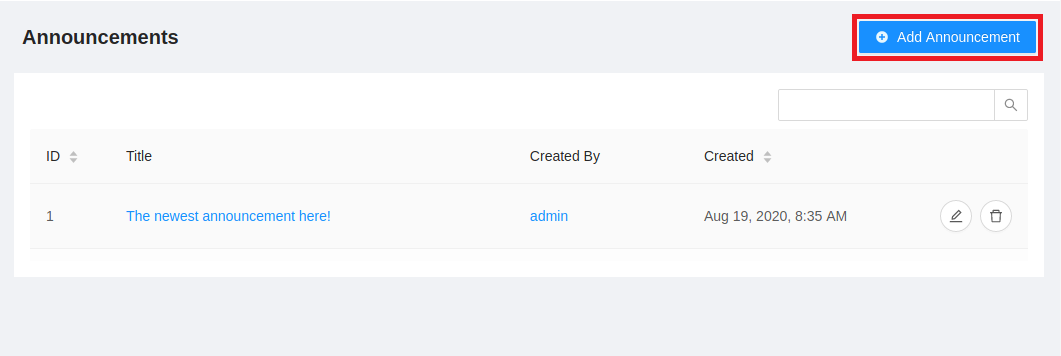 Announcements
Add Announcement
ID Title Created By Created
1 The newest announcement here! admin Aug 19, 2020, 8:35 AM